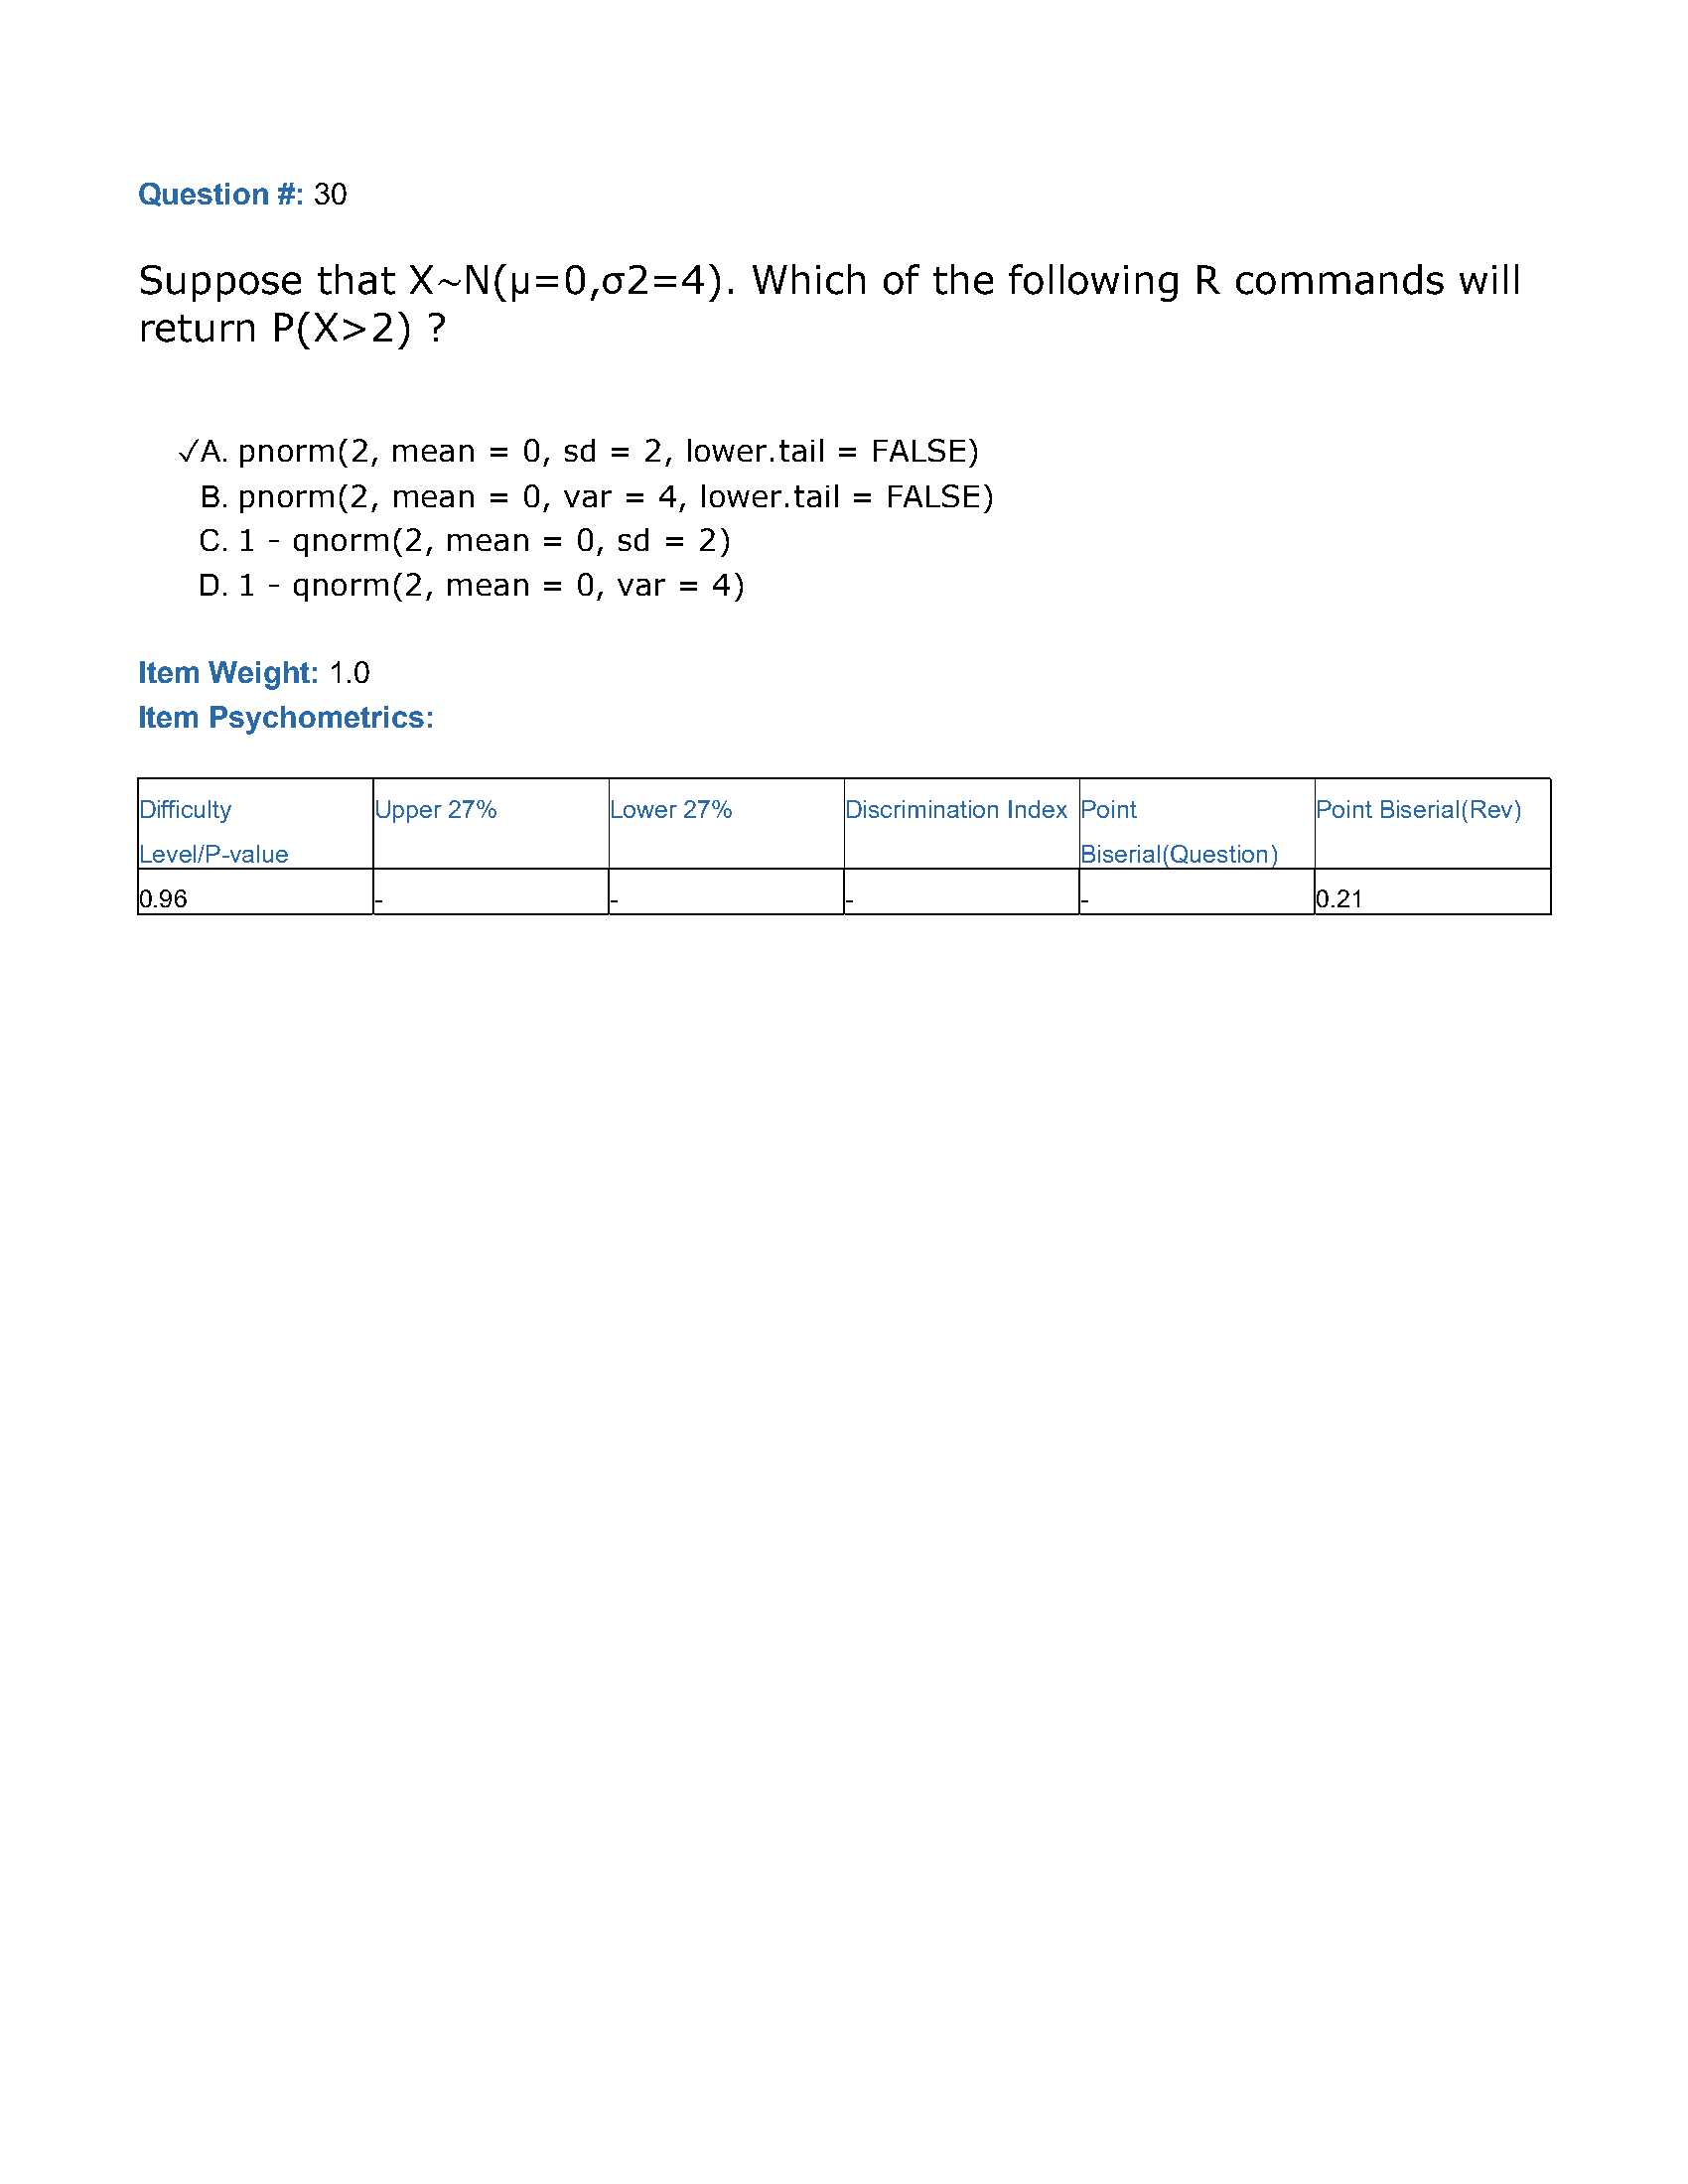 Question #: 30
Suppose that X~N(μ=0,σ2=4). Which of the following R commands will
return P(X>2) ?
✓A. pnorm(2, mean = 0, sd = 2, lower.tail = FALSE)
B. pnorm(2, mean = 0, var = 4, lower.tail = FALSE)
C. 1 - qnorm(2, mean = 0, sd = 2)
D. 1 - qnorm(2, mean = 0, var = 4)
Item Weight: 1.0
Item Psychometrics:
Difficulty Level/P-value Upper 27% Lower 27% Discrimination Index Point Biserial(Question) Point Biserial(Rev)
0.96 - - - - 0.21